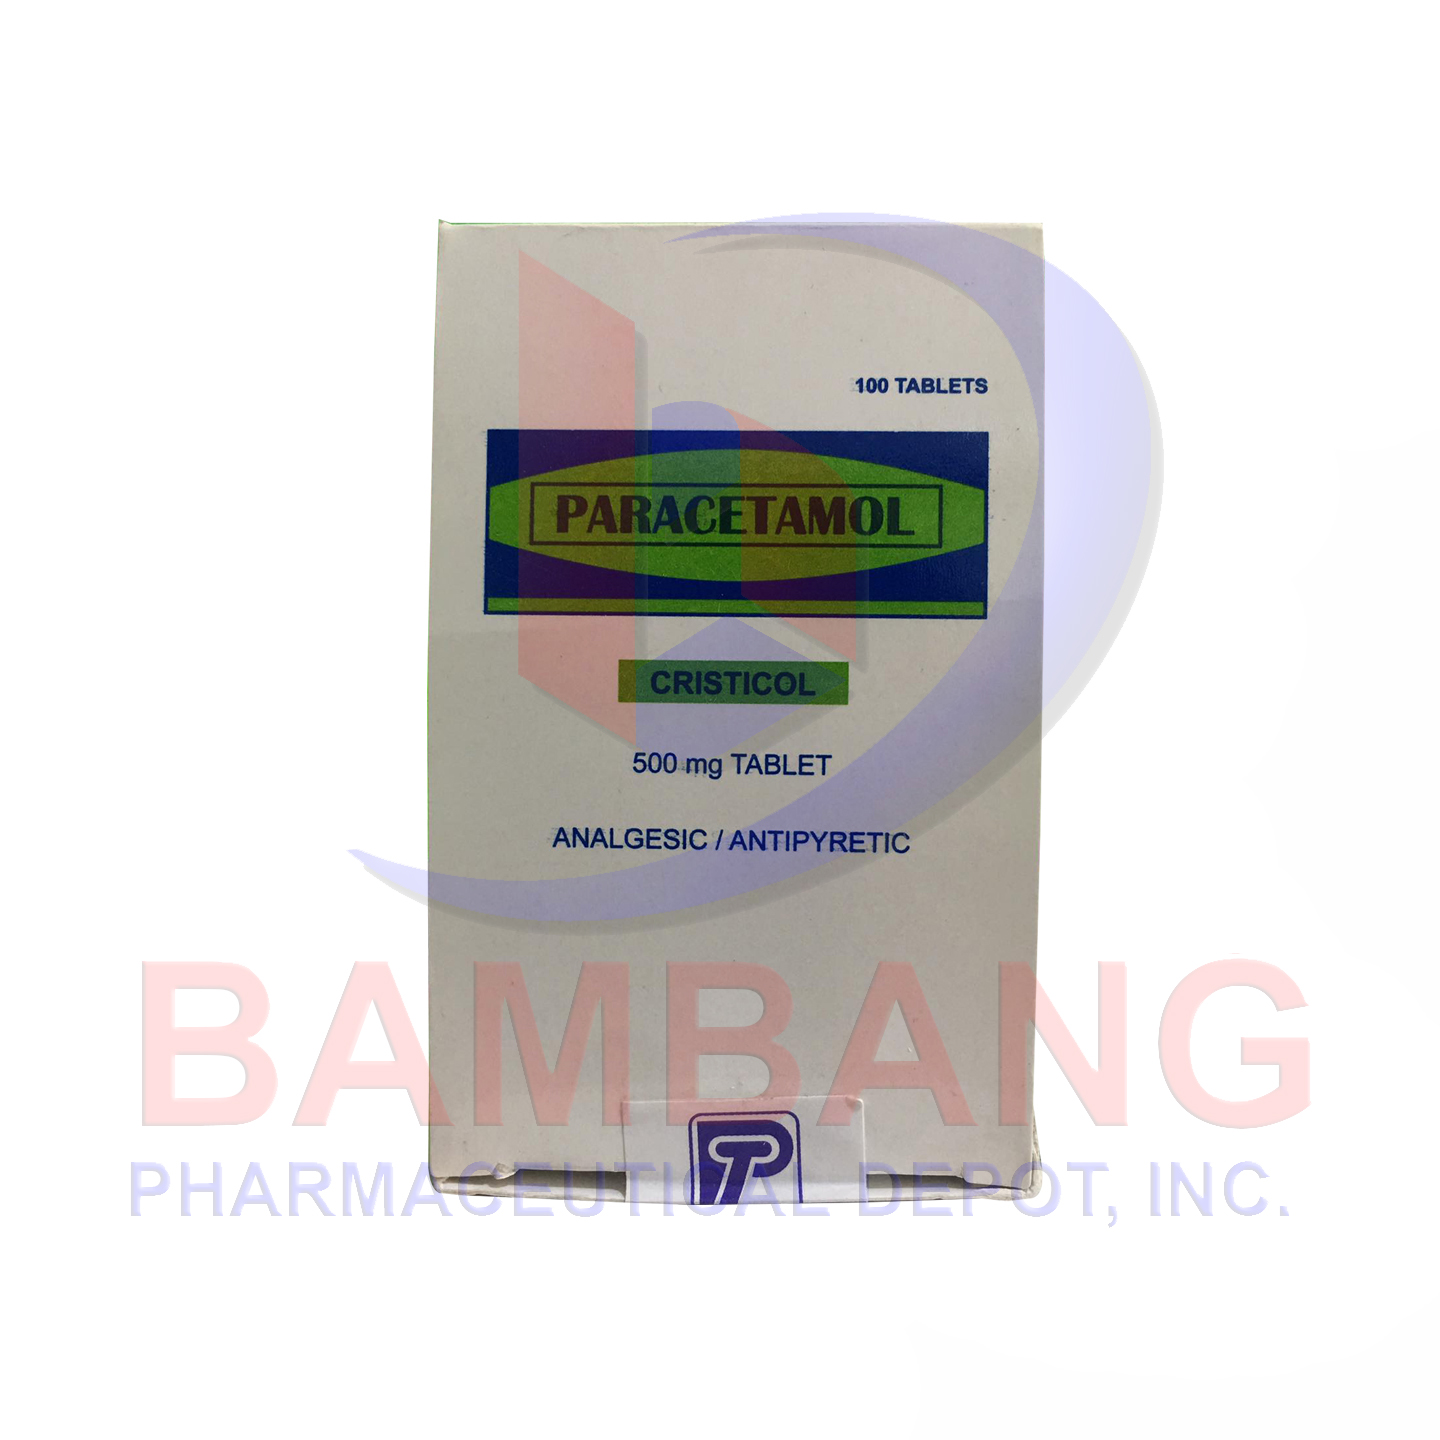 100 TABLETS
PARACETAMOL
CRISTICOL
500 mg TABLET
ANALGESIC / ANTIPYRETIC
BAMBANG
PHARMACEUTICAL DEPOT, INC.